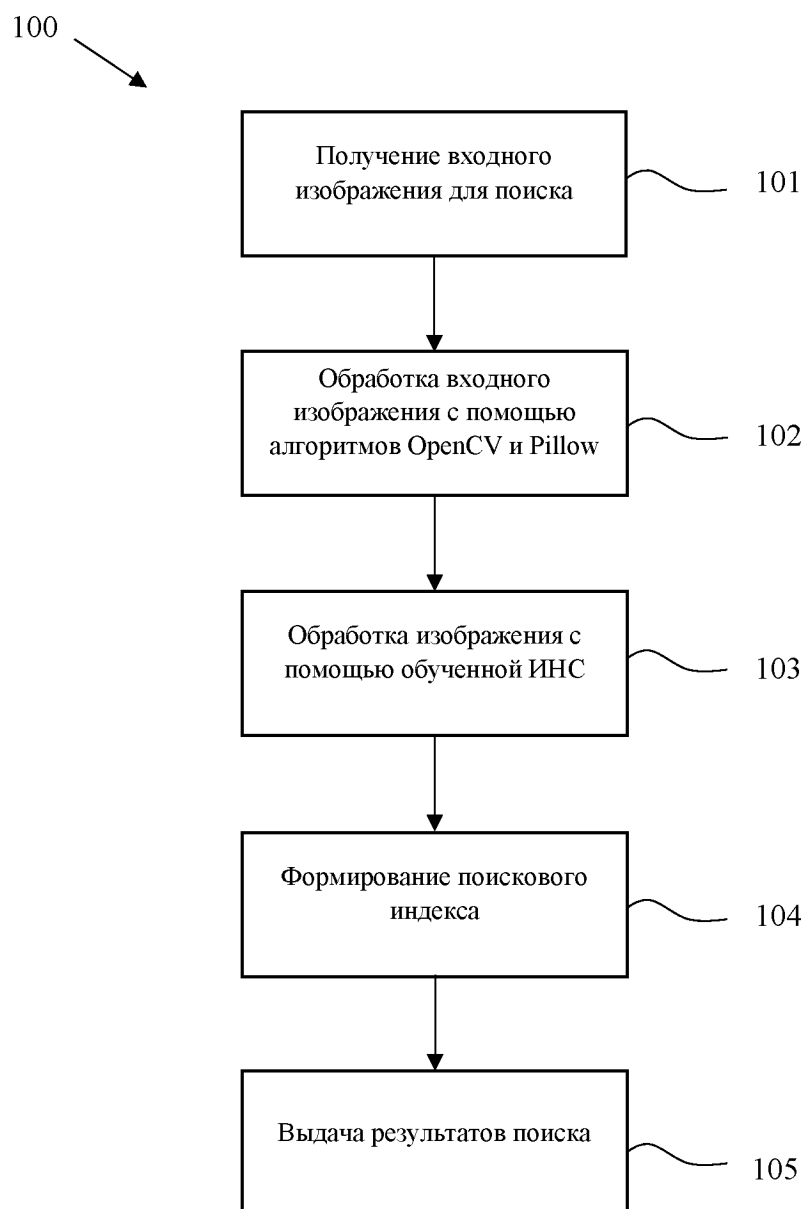 100
Получение входного
изображения для поиска
101
Обработка входного
изображения с помощью
алгоритмов OpenCV и Pillow
102
Обработка изображения с
помощью обученной ИНС
103
Формирование поискового
индекса
104
Выдача результатов поиска
105